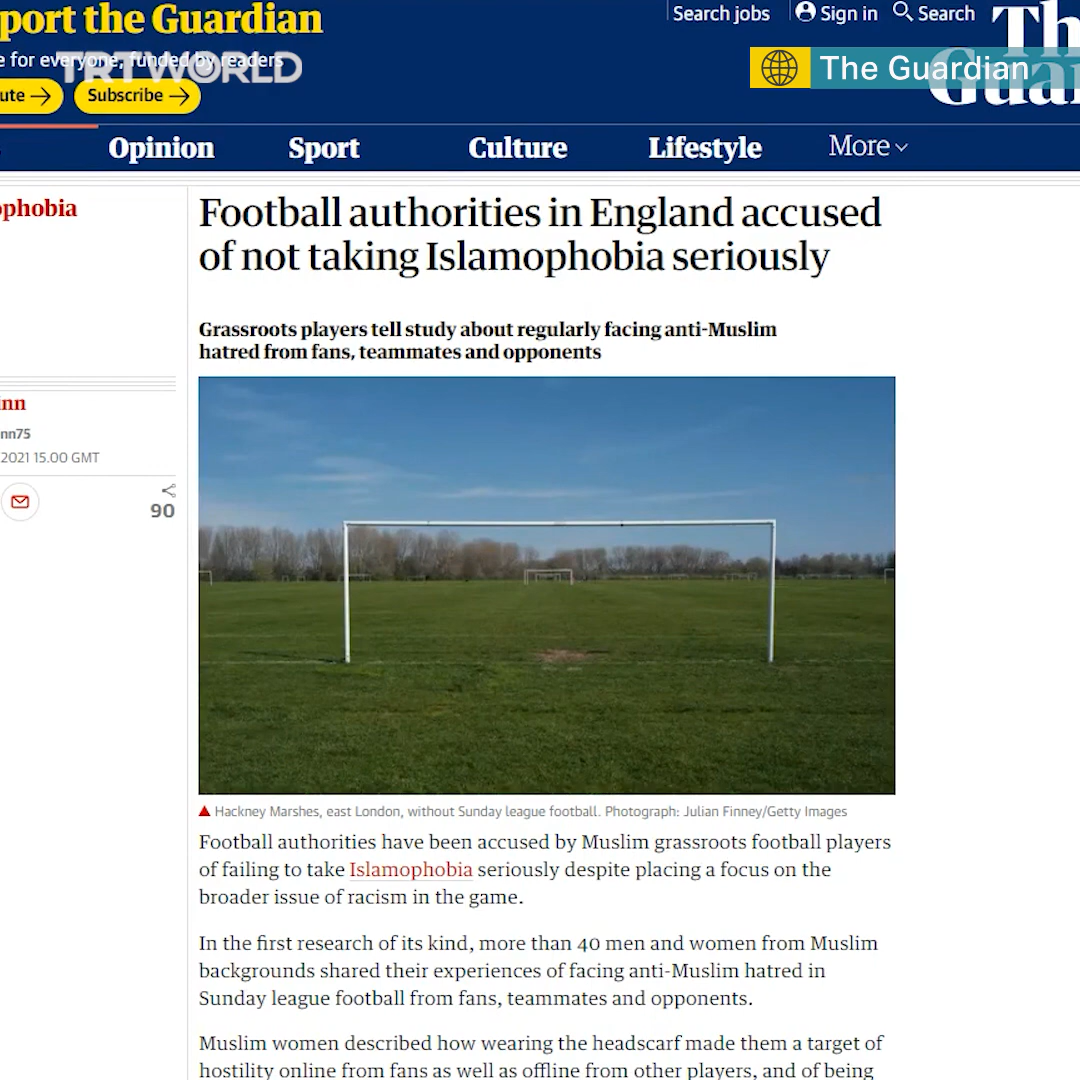 port the Guardian
Search jobs
Sign in
Search
e for everyone, funded by readers
TRTWORLD
The Guardian
ute →
Subscribe →
Opinion
Sport
Culture
Lifestyle
More
ophobia
Football authorities in England accused
of not taking Islamophobia seriously
Grassroots players tell study about regularly facing anti-Muslim
hatred from fans, teammates and opponents
inn
nn75
2021 15.00 GMT
90
Hackney Marshes, east London, without Sunday league football. Photograph: Julian Finney/Getty Images
Football authorities have been accused by Muslim grassroots football players
of failing to take Islamophobia seriously despite placing a focus on the
broader issue of racism in the game.
In the first research of its kind, more than 40 men and women from Muslim
backgrounds shared their experiences of facing anti-Muslim hatred in
Sunday league football from fans, teammates and opponents.
Muslim women described how wearing the headscarf made them a target of
hostility online from fans as well as offline from other players, and of being